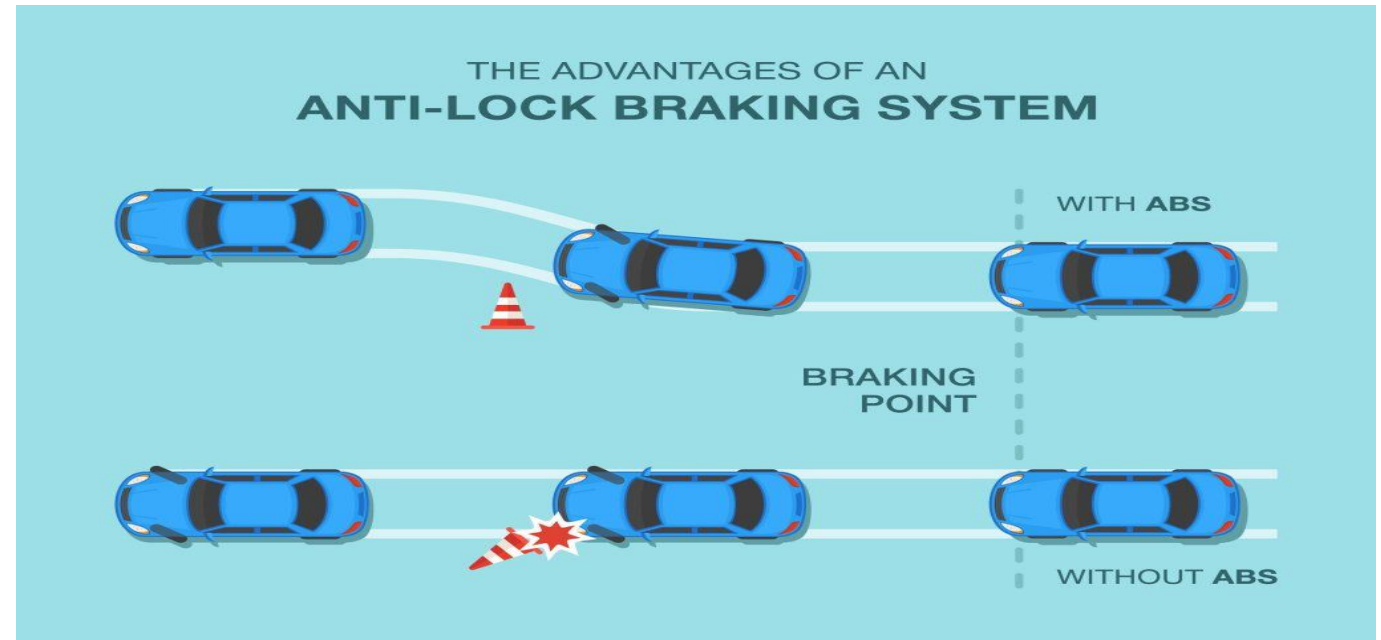 THE ADVANTAGES OF AN
ANTI-LOCK BRAKING SYSTEM
WITH ABS
BRAKING
POINT
WITHOUT ABS